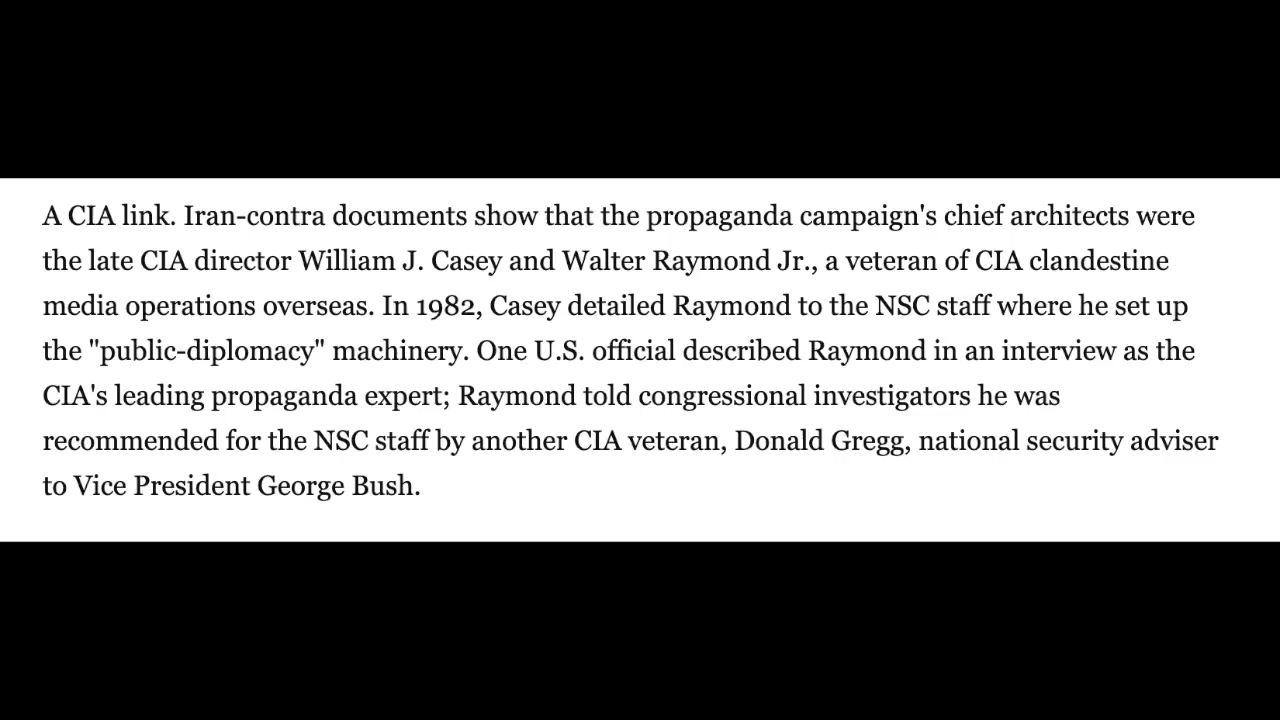 A CIA link. Iran-contra documents show that the propaganda campaign's chief architects were
the late CIA director William J. Casey and Walter Raymond Jr., a veteran of CIA clandestine
media operations overseas. In 1982, Casey detailed Raymond to the NSC staff where he set up
the "public-diplomacy" machinery. One U.S. official described Raymond in an interview as the
CIA's leading propaganda expert; Raymond told congressional investigators he was
recommended for the NSC staff by another CIA veteran, Donald Gregg, national security adviser
to Vice President George Bush.